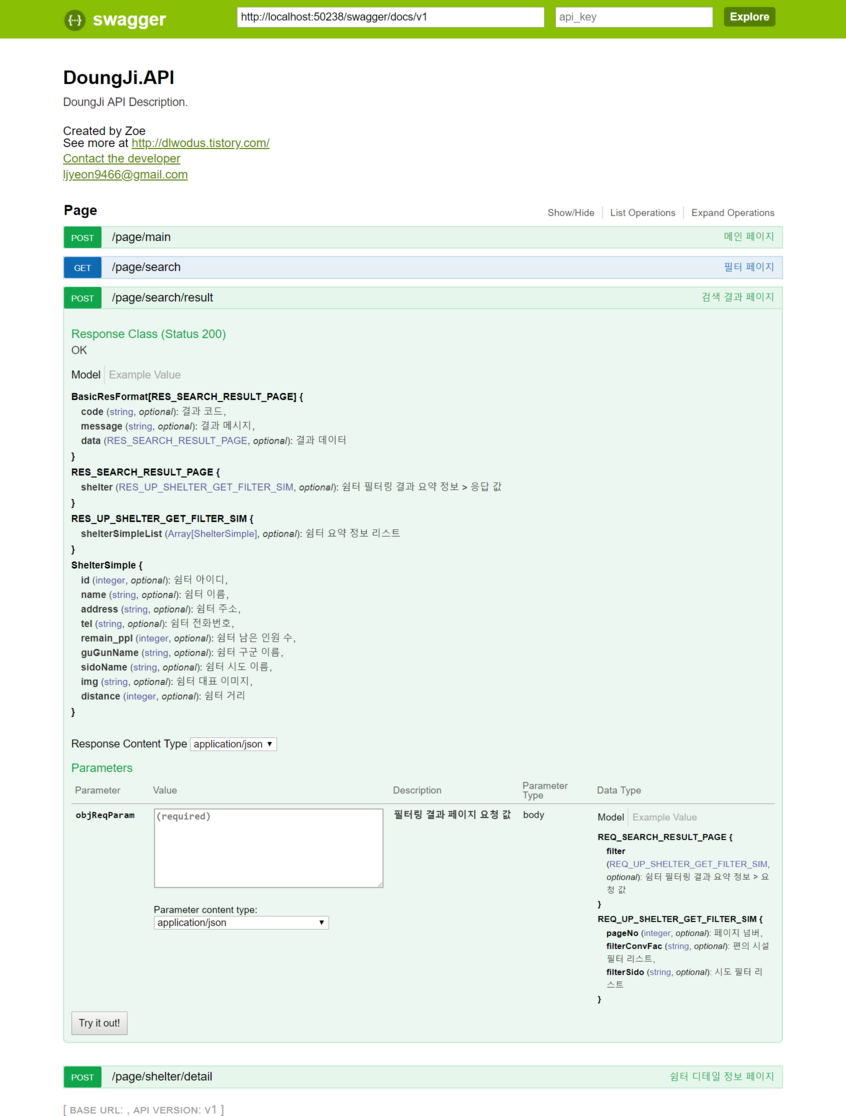 swagger http://localhost:50238/swagger/docs/v1 api_key Explore
DoungJi.API
DoungJi API Description.
Created by Zoe
See more at http://dlwodus.tistory.com/
Contact the developer
ljyeon9466@gmail.com
Page Show/Hide List Operations Expand Operations
POST /page/main 메인 페이지
GET /page/search 필터 페이지
POST /page/search/result 검색 결과 페이지
Response Class (Status 200)
OK
Model Example Value
BasicResFormat[RES_SEARCH_RESULT_PAGE] {
code (string, optional): 결과 코드,
message (string, optional): 결과 메시지,
data (RES_SEARCH_RESULT_PAGE, optional): 결과 데이터
}
RES_SEARCH_RESULT_PAGE {
shelter (RES_UP_SHELTER_GET_FILTER_SIM, optional): 쉼터 필터링 결과 요약 정보 > 응답 값
}
RES_UP_SHELTER_GET_FILTER_SIM {
shelterSimpleList (Array[ShelterSimple], optional): 쉼터 요약 정보 리스트
}
ShelterSimple {
id (integer, optional): 쉼터 아이디,
name (string, optional): 쉼터 이름,
address (string, optional): 쉼터 주소,
tel (string, optional): 쉼터 전화번호,
remain_ppl (integer, optional): 쉼터 남은 인원 수,
guGunName (string, optional): 쉼터 구군 이름,
sidoName (string, optional): 쉼터 시도 이름,
img (string, optional): 쉼터 대표 이미지,
distance (integer, optional): 쉼터 거리
}
Response Content Type application/json
Parameters
Parameter Value Description Parameter Type Data Type
objReqParam (required) 필터링 결과 페이지 요청 값 body Model Example Value
Parameter content type:
application/json
REQ_SEARCH_RESULT_PAGE {
filter
(REQ_UP_SHELTER_GET_FILTER_SIM,
optional): 쉼터 필터링 결과 요약 정보 > 요
청 값
}
REQ_UP_SHELTER_GET_FILTER_SIM {
pageNo (integer, optional): 페이지 넘버,
filterConvFac (string, optional): 편의 시설
필터 리스트,
filterSido (string, optional): 시도 필터 리
스트
}
Try it out!
POST /page/shelter/detail 쉼터 디테일 정보 페이지
[ BASE URL: , API VERSION: V1 ]